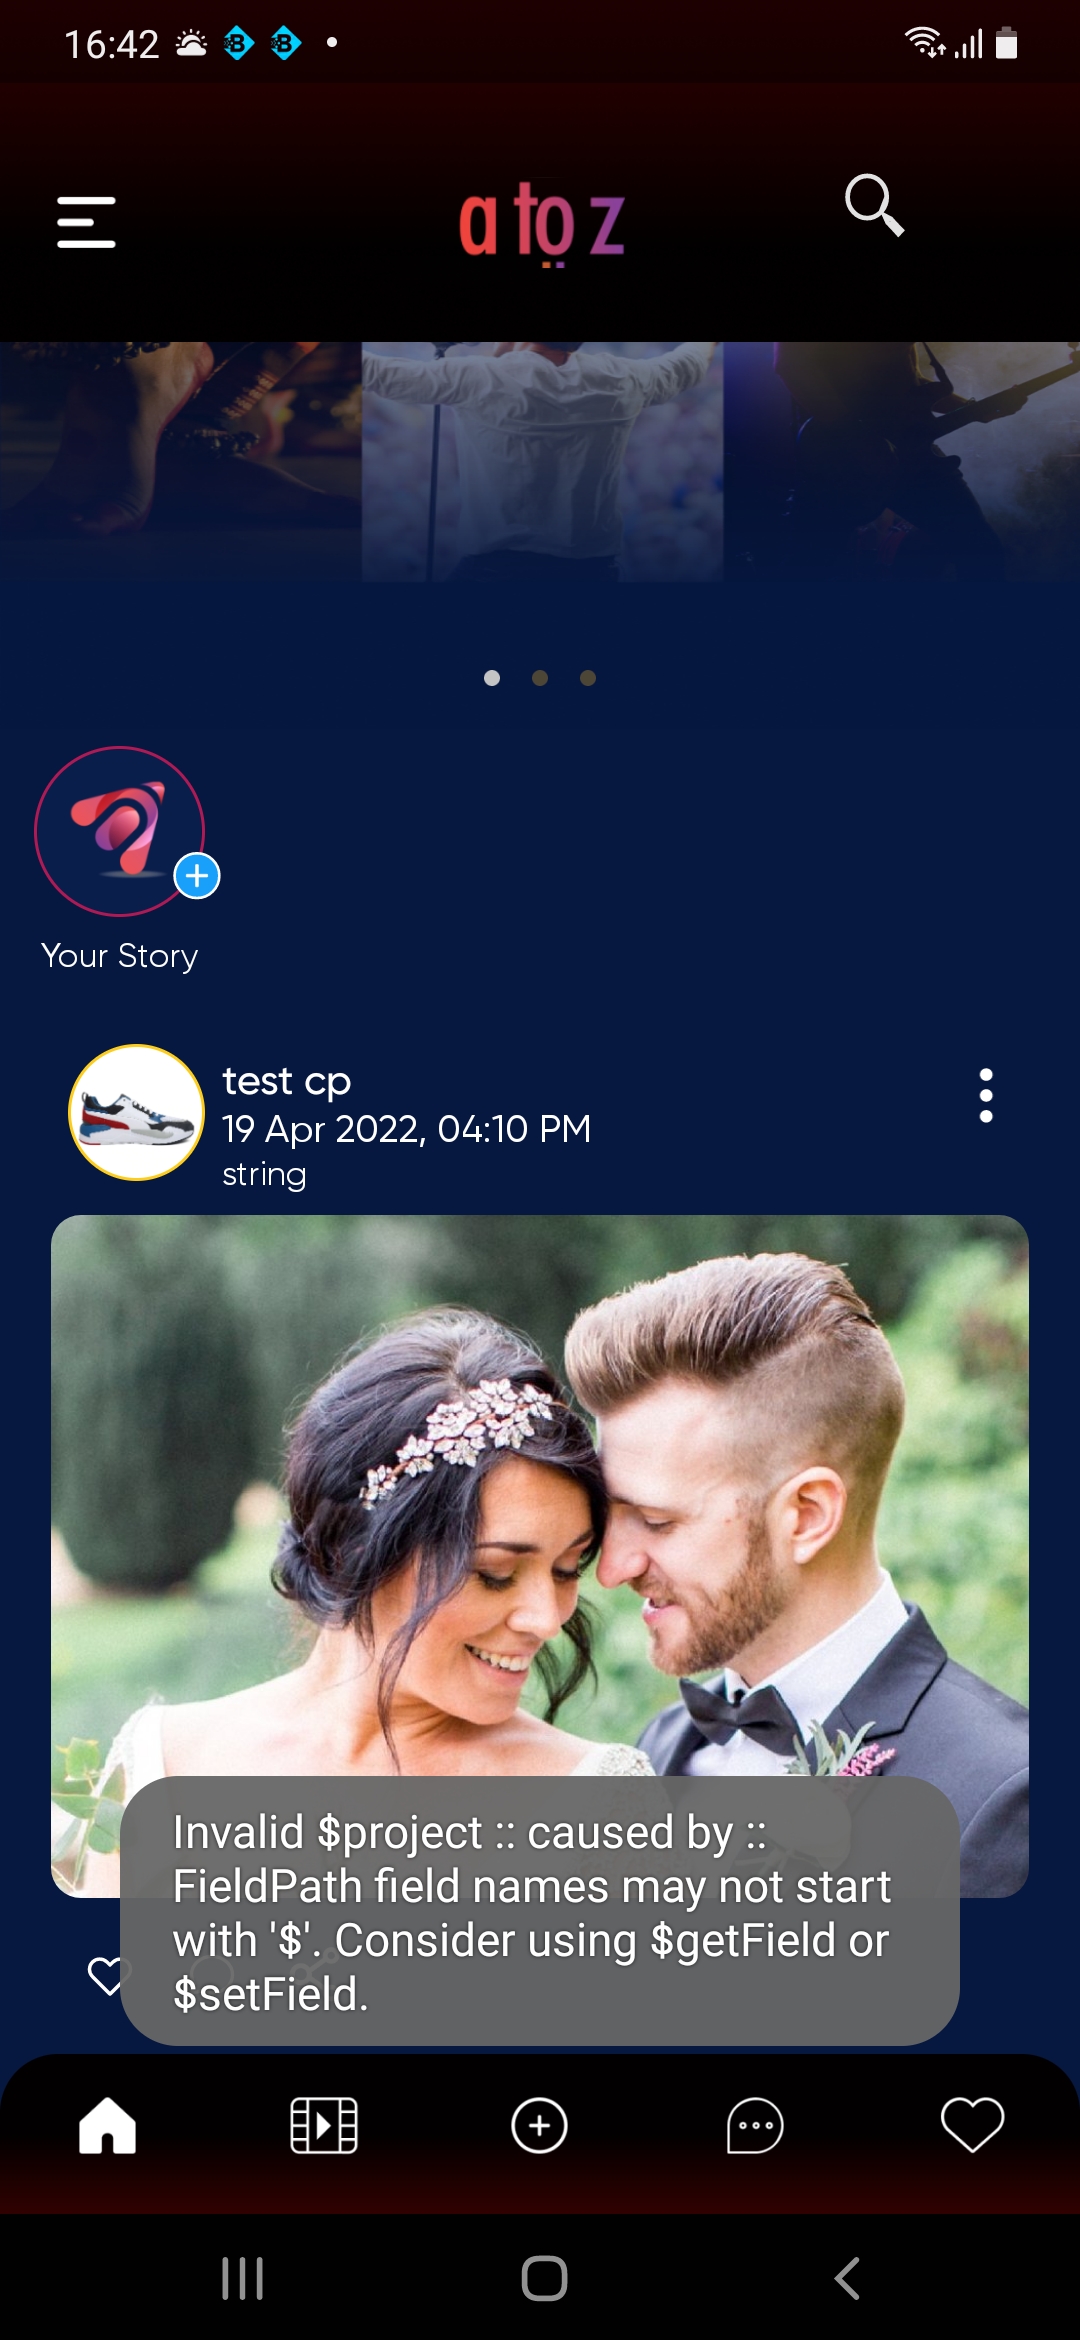 16:42
a to z
Your Story
test cp
19 Apr 2022, 04:10 PM
string
Invalid $project :: caused by ::
FieldPath field names may not start
with '$'. Consider using $getField or
$setField.